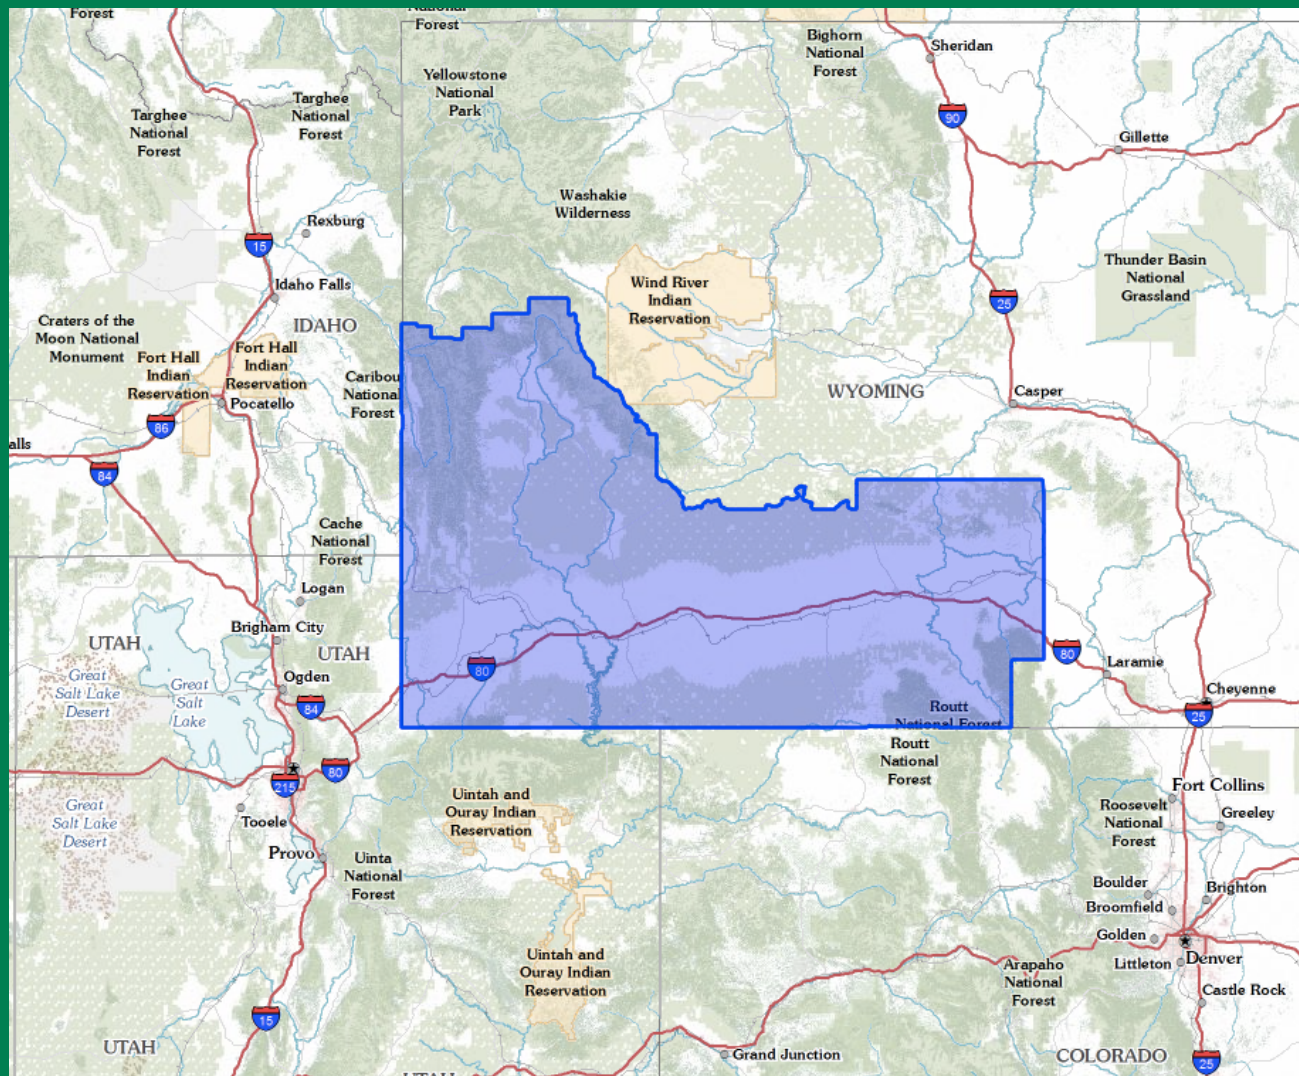 Forest
National
Forest
Bighorn
National
Forest
Sheridan
Yellowstone
National
Park
Targhee
National
Forest
Targhee
National
Forest
90
Gillette
Washakie
Wilderness
Rexburg
15
Thunder Basin
National
Grassland
Idaho Falls
Wind River
Indian
Reservation
25
Craters of the
Moon National
Monument
IDAHO
Fort Hall
Indian
Reservation
Fort Hall
Indian
Reservation
Caribou
National
Forest
WYOMING
Casper
Pocatello
86
alls
84
Cache
National
Forest
Logan
Brigham City
UTAH
UTAH
80
80
Laramie
Great
Salt Lake
Desert
Great
Salt
Lake
Ogden
84
Cheyenne
25
Routt
National Forest
Routt
National
Forest
80
215
Fort Collins
Uintah and
Ouray Indian
Reservation
Roosevelt
National
Forest
Greeley
Great
Salt Lake
Desert
Tooele
Provo
Uinta
National
Forest
Boulder
Brighton
Broomfield
Golden
Denver
Littleton
Uintah and
Ouray Indian
Reservation
Arapaho
National
Forest
Castle Rock
15
UTAH
Grand Junction
COLORADO
25
UTAH